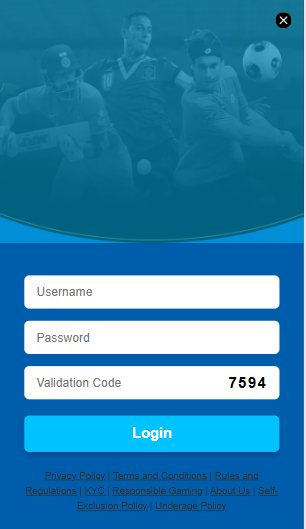 Username
Password
Validation Code 7594
Login
Privacy Policy | Terms and Conditions | Rules and
Regulations | KYC | Responsible Gaming | About Us | Self-
Exclusion Policy | Underage Policy